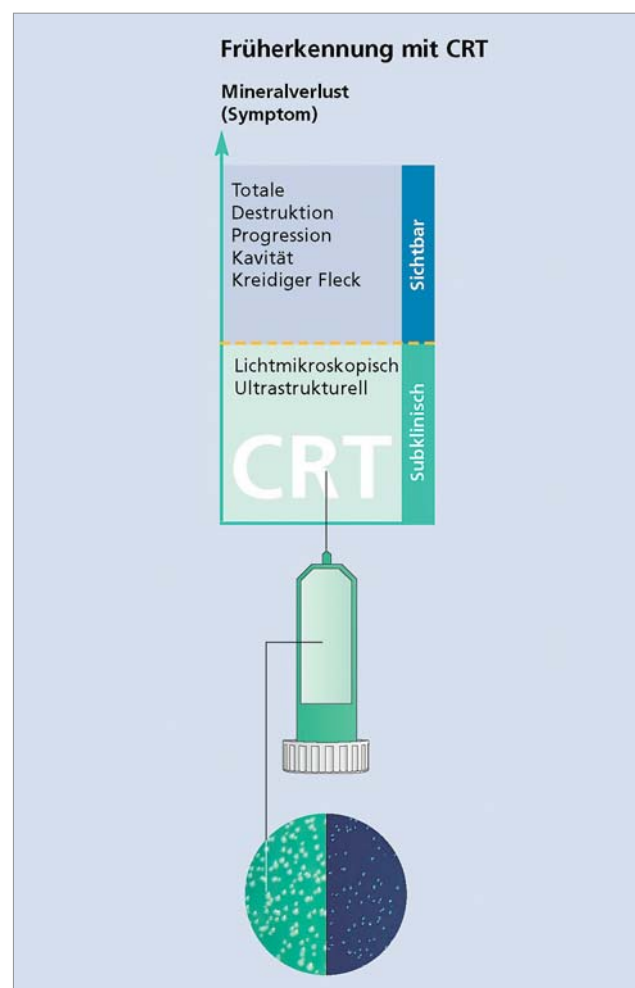 Früherkennung mit CRT
Mineralverlust
(Symptom)
Totale
Destruktion
Progression
Kavität
Kreidiger Fleck
Sichtbar
Lichtmikroskopisch
Ultrastrukturell
CRT
Subklinisch